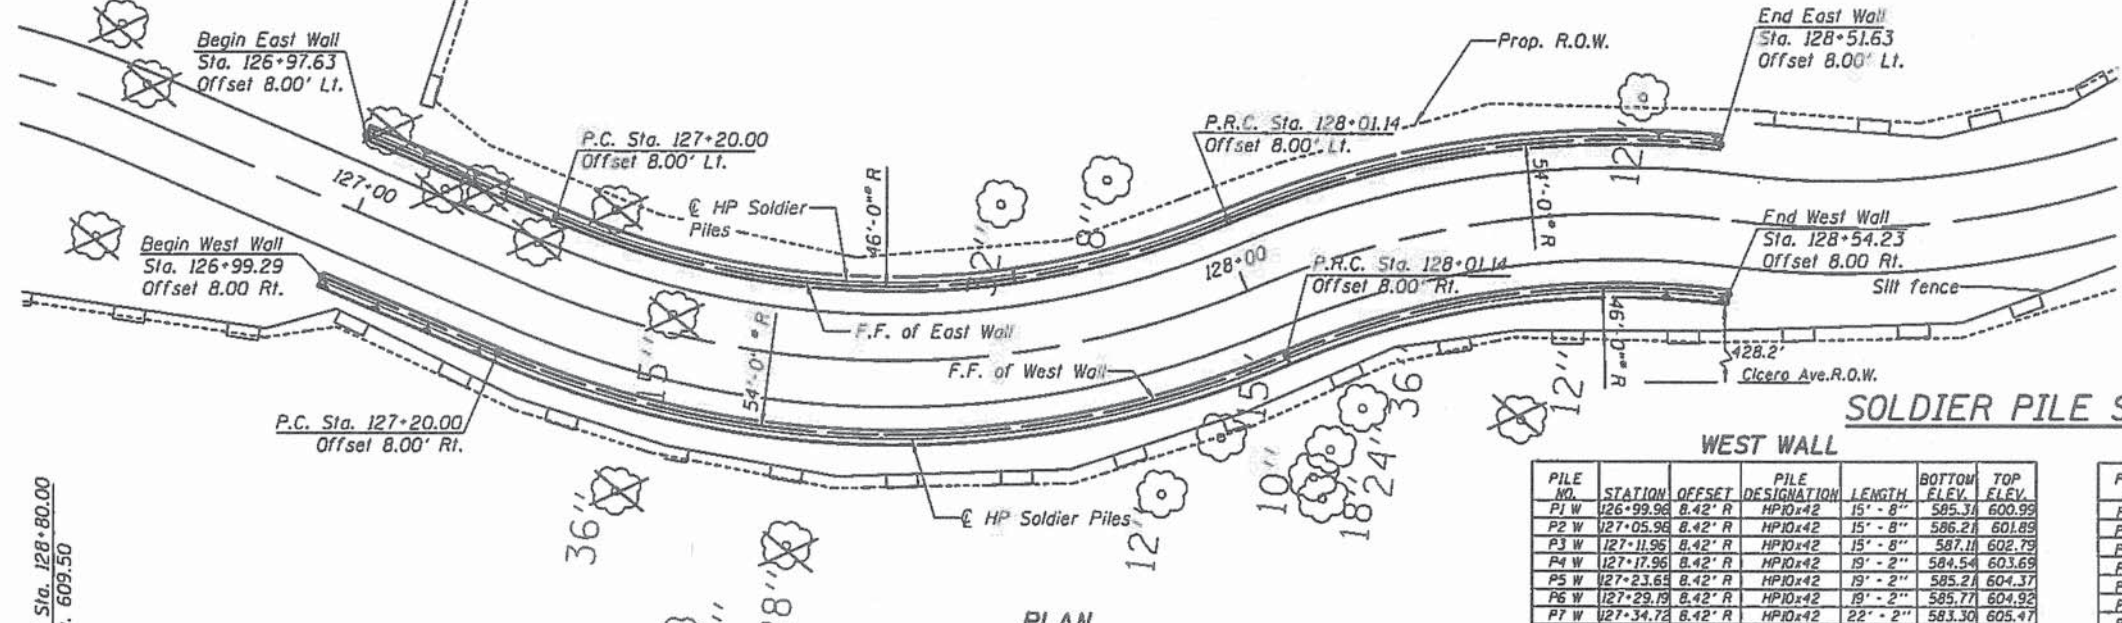 Begin East Wall
Sta. 126+97.63
Offset 8.00' Lt.
End East Wall
Sta. 128+51.63
Offset 8.00' Lt.
Prop. R.O.W.
P.C. Sta. 127+20.00
Offset 8.00' Lt.
P.R.C. Sta. 128+01.14
Offset 8.00' Lt.
127+00
℄ HP Soldier
Piles
46'-0"° R
12'
54'-0"° R
12'
Begin West Wall
Sta. 126+99.29
Offset 8.00 Rt.
128+00
P.R.C. Sta. 128+01.14
Offset 8.00' Rt.
End West Wall
Sta. 128+54.23
Offset 8.00 Rt.
Silt fence
F.F. of East Wall
F.F. of West Wall
15''
54'-0"° R
46'-0"° R
428.2'
Cicero Ave.R.O.W.
P.C. Sta. 127+20.00
Offset 8.00' Rt.
15'
36'
12''
10''
18''
24''
℄ HP Soldier Piles
36''
12''
8''
Sta. 128+80.00
609.50
PLAN
SOLDIER PILE S
WEST WALL
PILE NO. STATION OFFSET PILE DESIGNATION LENGTH BOTTOM ELEV. TOP ELEV.
P1 W 126+99.96 8.42' R HP10x42 15' - 8'' 585.31 600.99
P2 W 127+05.96 8.42' R HP10x42 15' - 8'' 586.21 601.89
P3 W 127+11.96 8.42' R HP10x42 15' - 8'' 587.11 602.79
P4 W 127+17.96 8.42' R HP10x42 19' - 2'' 584.54 603.69
P5 W 127+23.65 8.42' R HP10x42 19' - 2'' 585.21 604.37
P6 W 127+29.19 8.42' R HP10x42 19' - 2'' 585.77 604.92
P7 W 127+34.72 8.42' R HP10x42 22' - 2'' 583.30 605.47